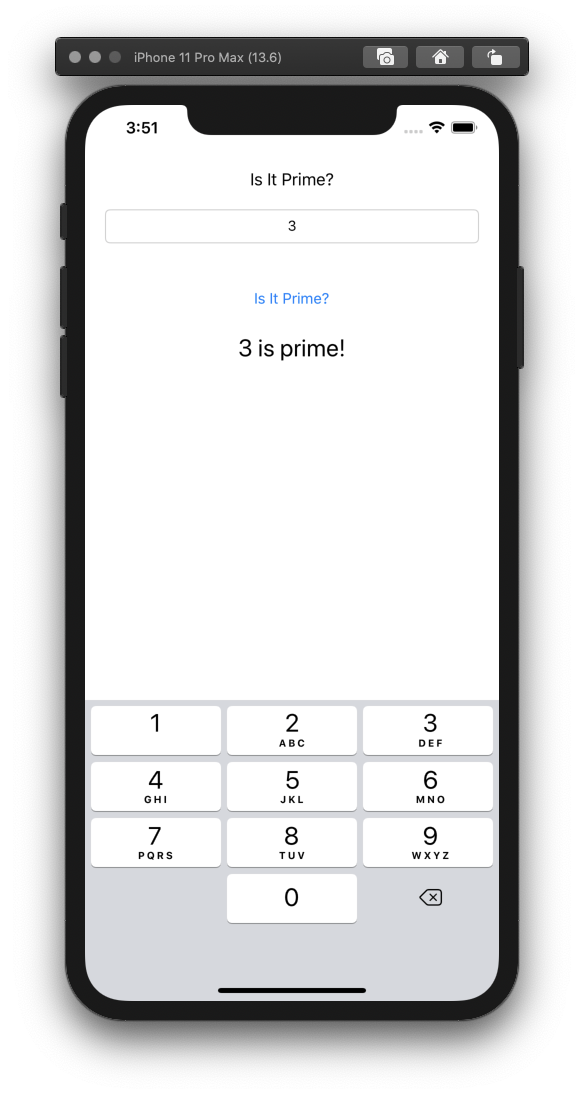 iPhone 11 Pro Max (13.6)
3:51
Is It Prime?
3
Is It Prime?
3 is prime!
1 2 3
ABC DEF
4 5 6
GHI JKL MNO
7 8 9
PQRS TUV WXYZ
0